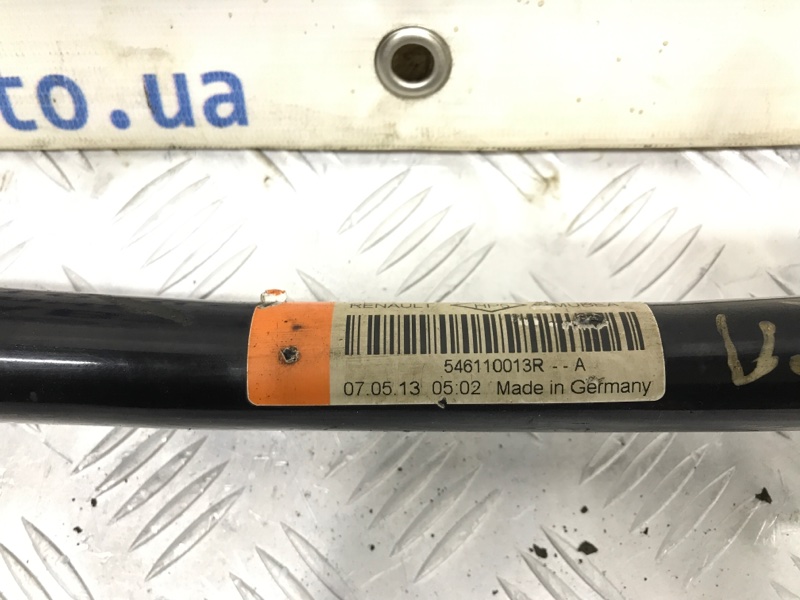 to.ua
RENAULT
546110013R - - A
07.05.13 05:02 Made in Germany